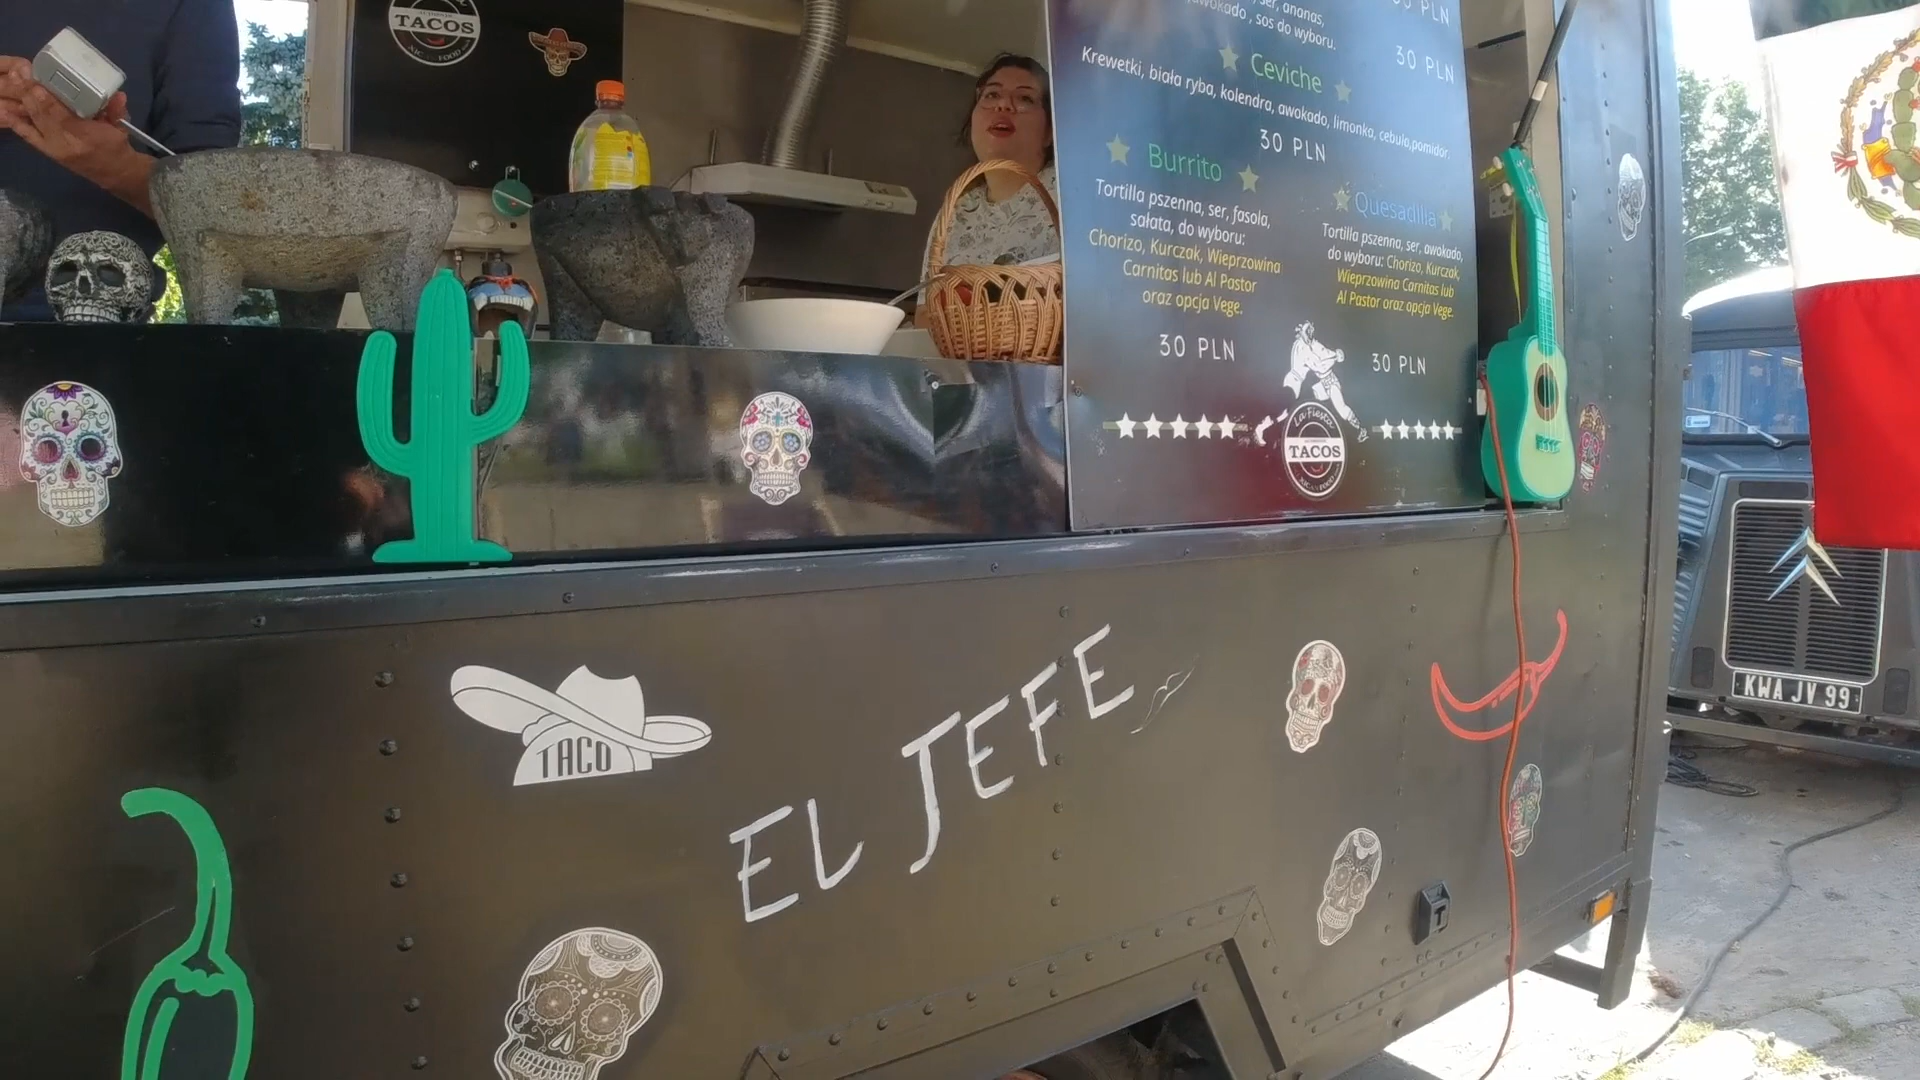 TACOS
ser, ananas,
awokado, sos do wyboru.
PLN
30 PLN
Ceviche
Krewetki, biała ryba, kolendra, awokado, limonka, cebula,pomidor.
30 PLN
Burrito
Tortilla pszenna, ser, fasola,
sałata, do wyboru:
Chorizo, Kurczak, Wieprzowina
Carnitas lub Al Pastor
oraz opcja Vege.
30 PLN
Quesadilla
Tortilla pszenna, ser, awokado,
do wyboru: Chorizo, Kurczak,
Wieprzowina Carnitas lub
Al Pastor oraz opcja Vege.
30 PLN
La Fiesta
TACOS
FOOD
TACO
EL JEFE
KWA JV 99